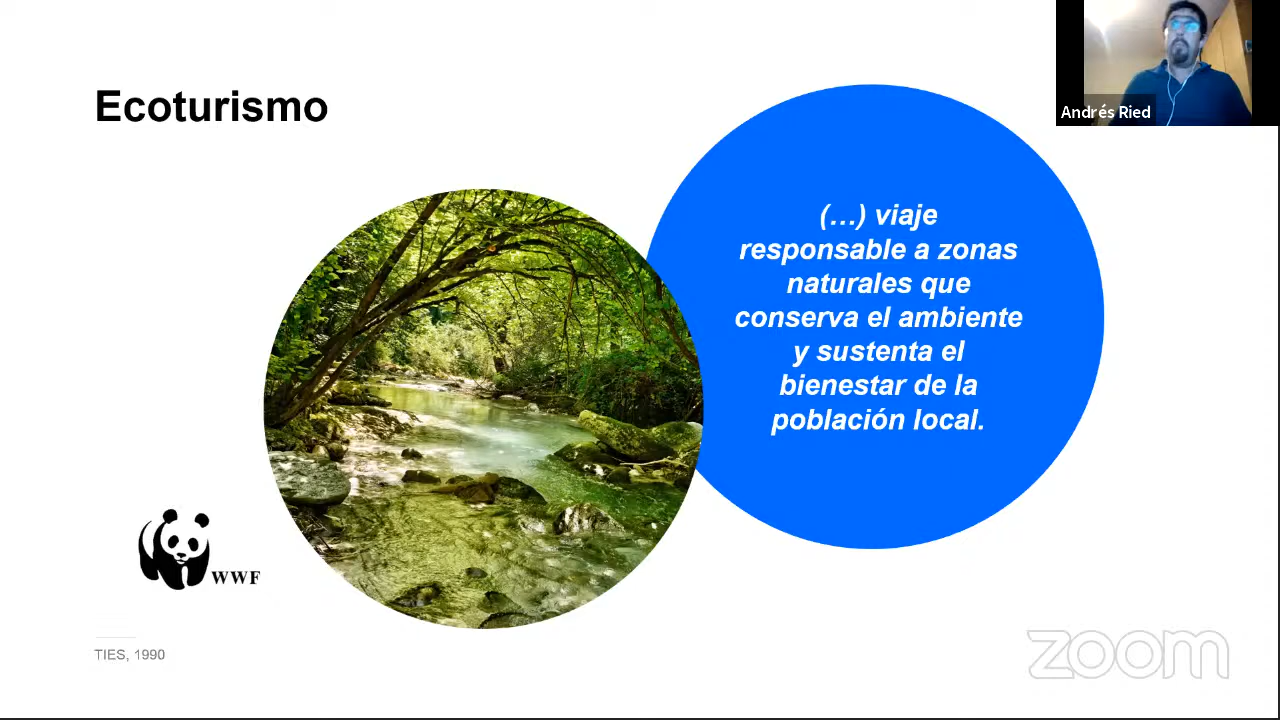 Ecoturismo
Andrés Ried
(…) viaje
responsable a zonas
naturales que
conserva el ambiente
y sustenta el
bienestar de la
población local.
WWF
TIES, 1990
zoom